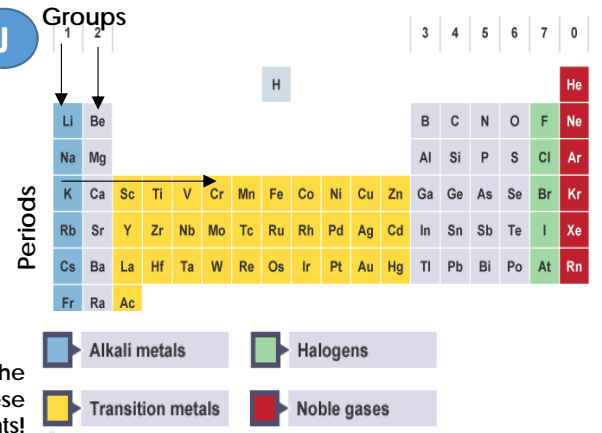 J
Groups
1 2 3 4 5 6 7 0
H He
Li Be B C N O F Ne
Na Mg Al Si P S Cl Ar
K Ca Sc Ti V Cr Mn Fe Co Ni Cu Zn Ga Ge As Se Br Kr
Rb Sr Y Zr Nb Mo Tc Ru Rh Pd Ag Cd In Sn Sb Te I Xe
Cs Ba La Hf Ta W Re Os Ir Pt Au Hg Tl Pb Bi Po At Rn
Fr Ra Ac
Periods
Alkali metals Halogens
he
Transition metals Noble gases
ese
ts!